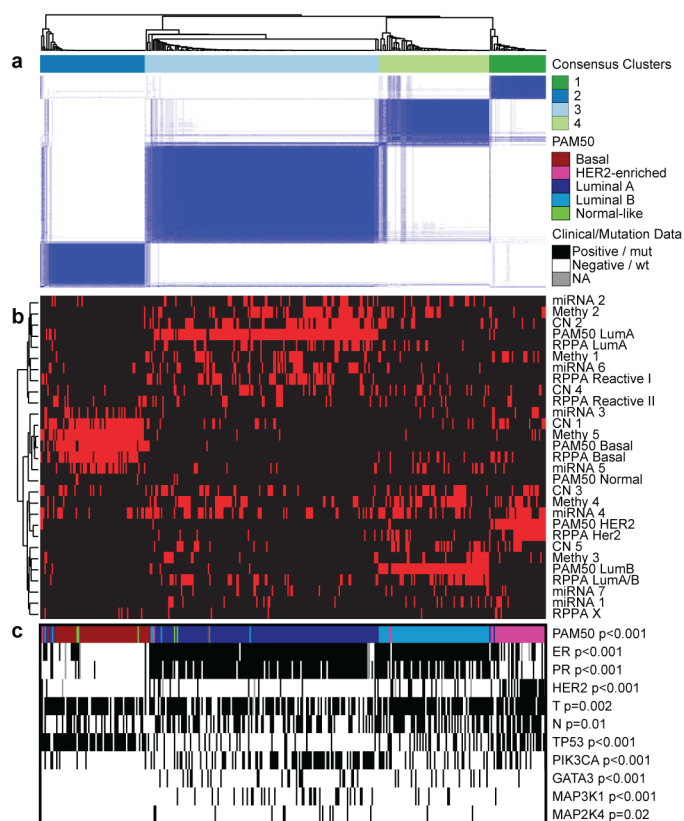 a
Consensus Clusters
1
2
3
4
PAM50
Basal
HER2-enriched
Luminal A
Luminal B
Normal-like
Clinical/Mutation Data
Positive / mut
Negative / wt
NA
b
miRNA 2
Methy 2
CN 2
PAM50 LumA
RPPA LumA
Methy 1
miRNA 6
RPPA Reactive I
CN 4
RPPA Reactive II
miRNA 3
CN 1
Methy 5
PAM50 Basal
RPPA Basal
miRNA 5
PAM50 Normal
CN 3
Methy 4
miRNA 4
PAM50 HER2
RPPA Her2
CN 5
Methy 3
PAM50 LumB
RPPA LumA/B
miRNA 7
miRNA 1
RPPA X
c
PAM50 p<0.001
ER p<0.001
PR p<0.001
HER2 p<0.001
T p=0.002
N p=0.01
TP53 p<0.001
PIK3CA p<0.001
GATA3 p<0.001
MAP3K1 p<0.001
MAP2K4 p=0.02